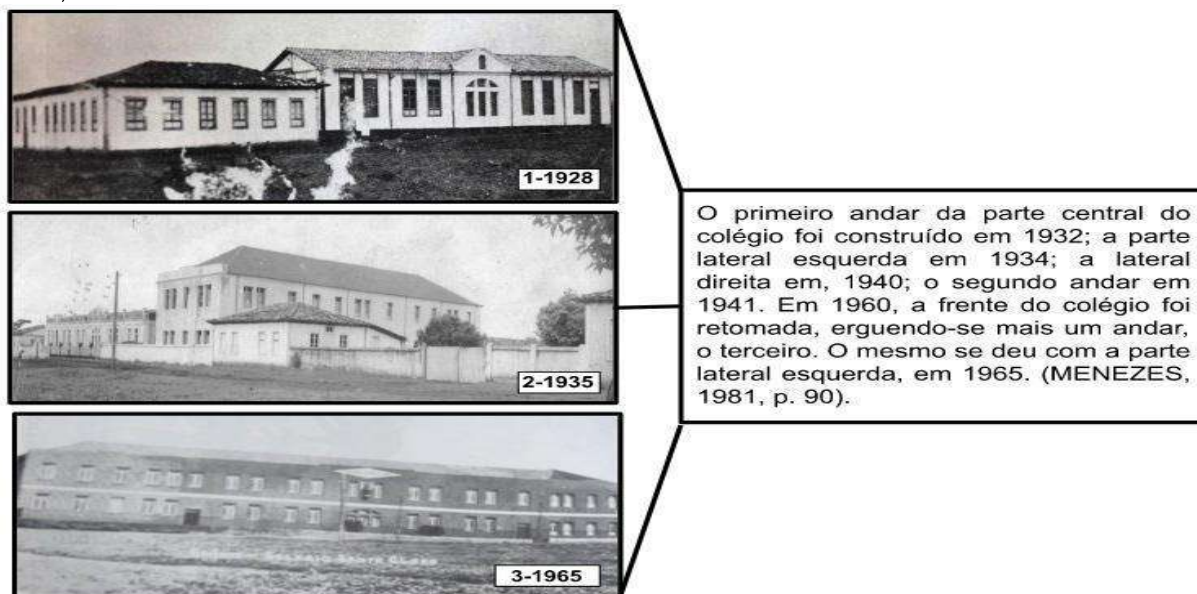 1-1928
2-1935
3-1965
O primeiro andar da parte central do
colégio foi construído em 1932; a parte
lateral esquerda em 1934; a lateral
direita em, 1940; o segundo andar em
1941. Em 1960, a frente do colégio foi
retomada, erguendo-se mais um andar,
o terceiro. O mesmo se deu com a parte
lateral esquerda, em 1965. (MENEZES,
1981, p. 90).